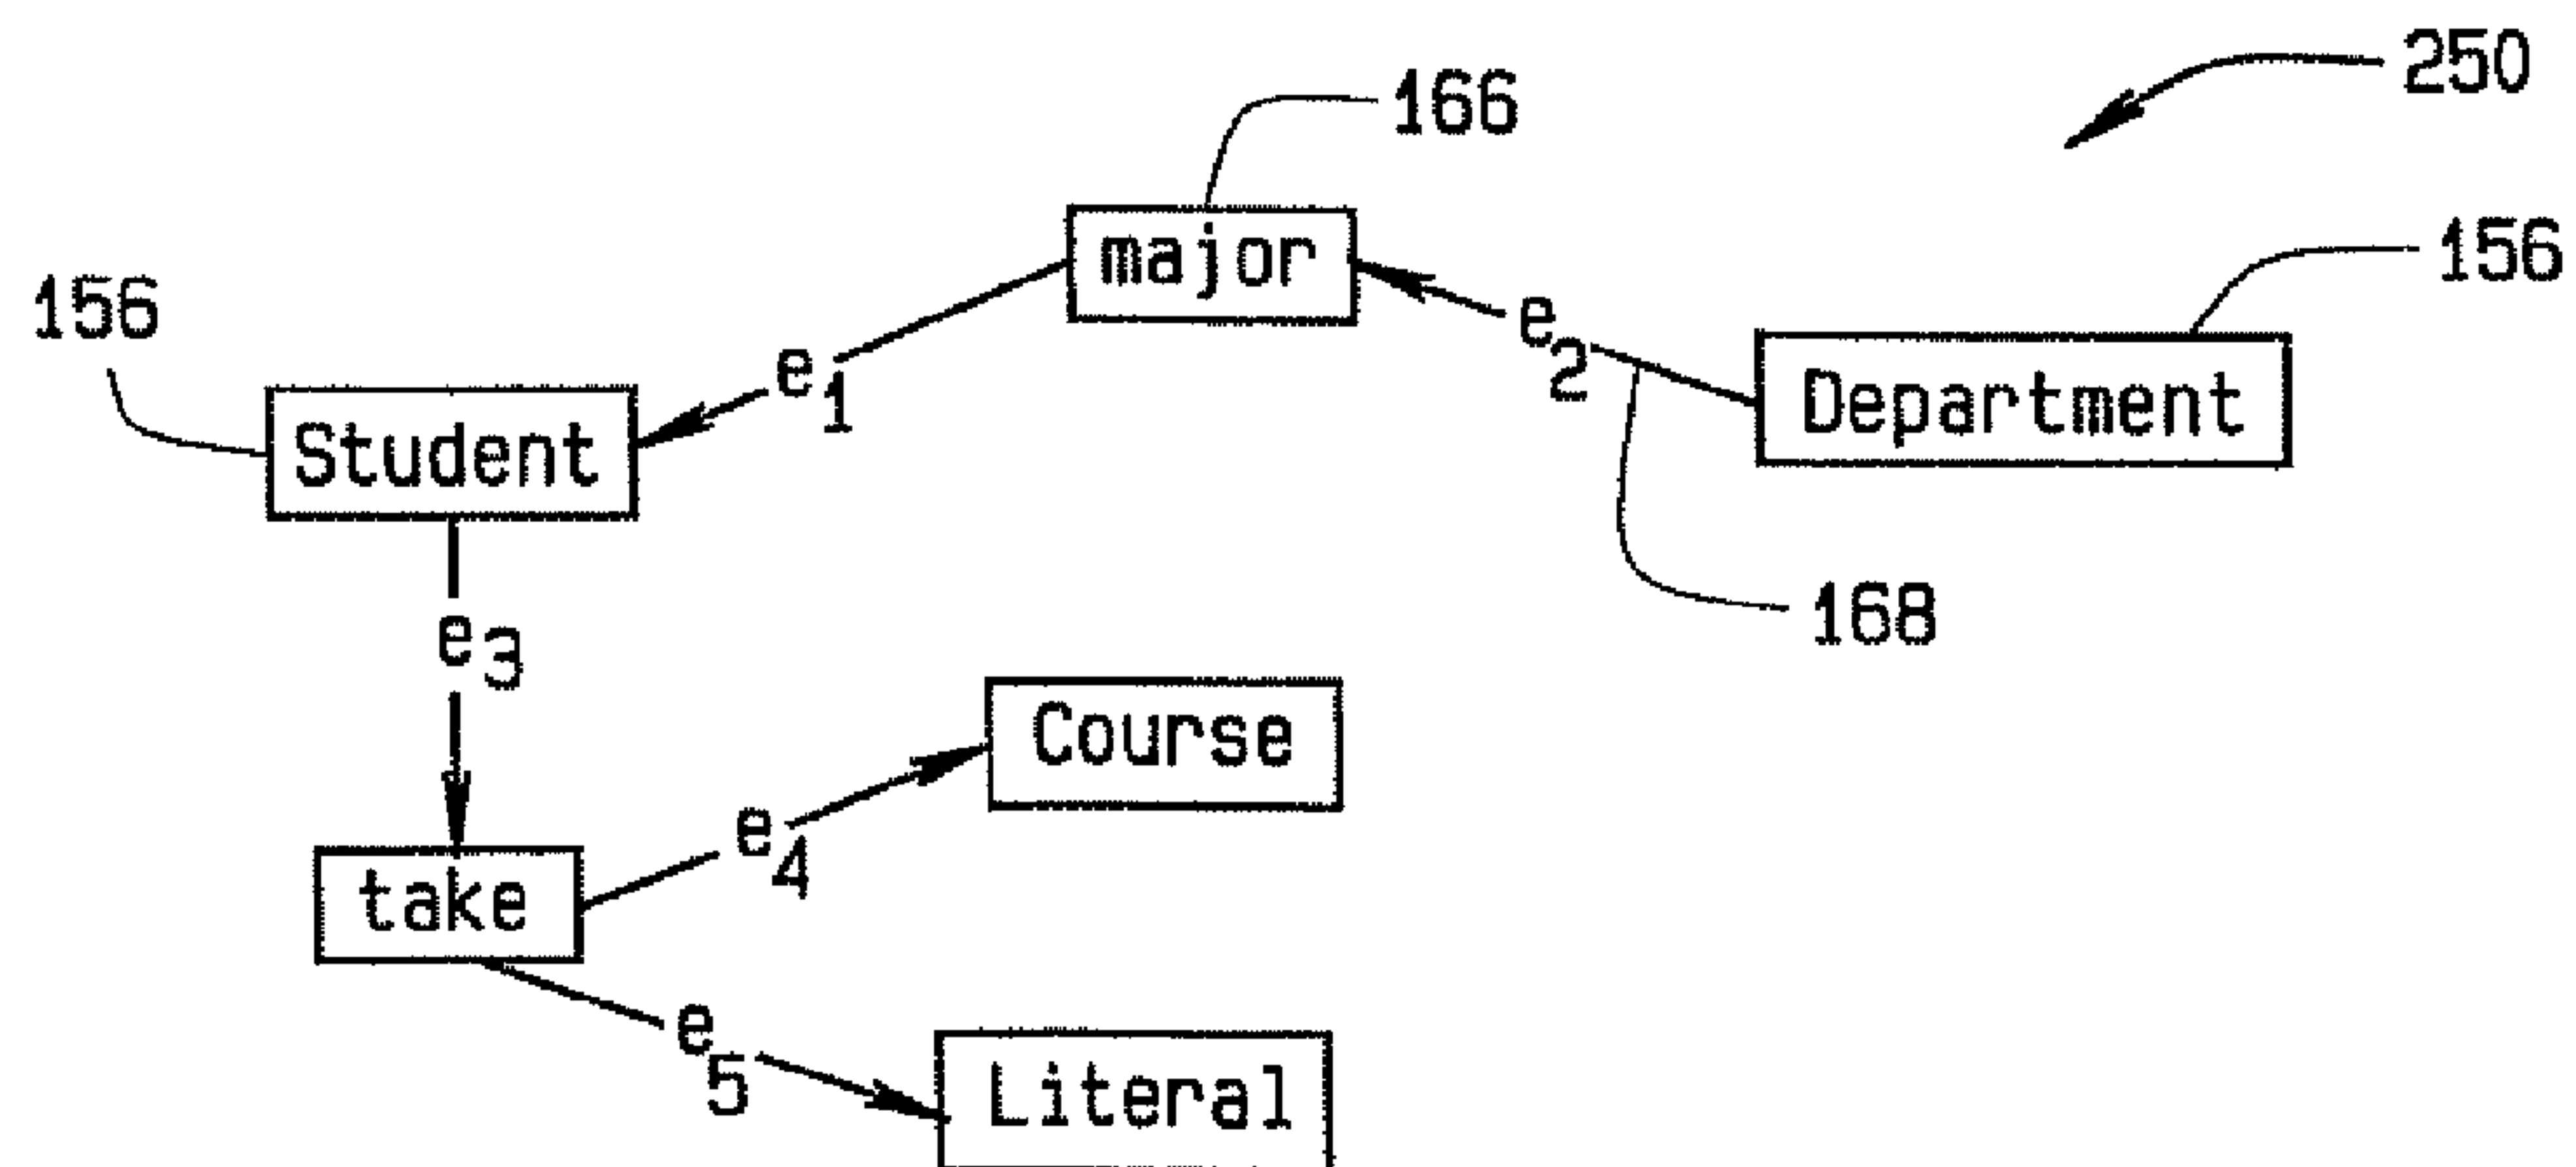 250
166
major
156
156
e2
Department
e1
Student
168
e3
Course
take
e4
e5
Literal